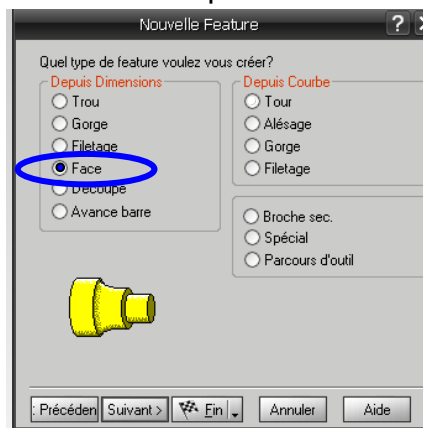 Nouvelle Feature
?
Quel type de feature voulez vous créer?
Depuis Dimensions
Trou
Gorge
Filetage
Face
Découpe
Avance barre
Depuis Courbe
Tour
Alésage
Gorge
Filetage
Broche sec.
Spécial
Parcours d'outil
: Précéden
Suivant >
Fin
Annuler
Aide